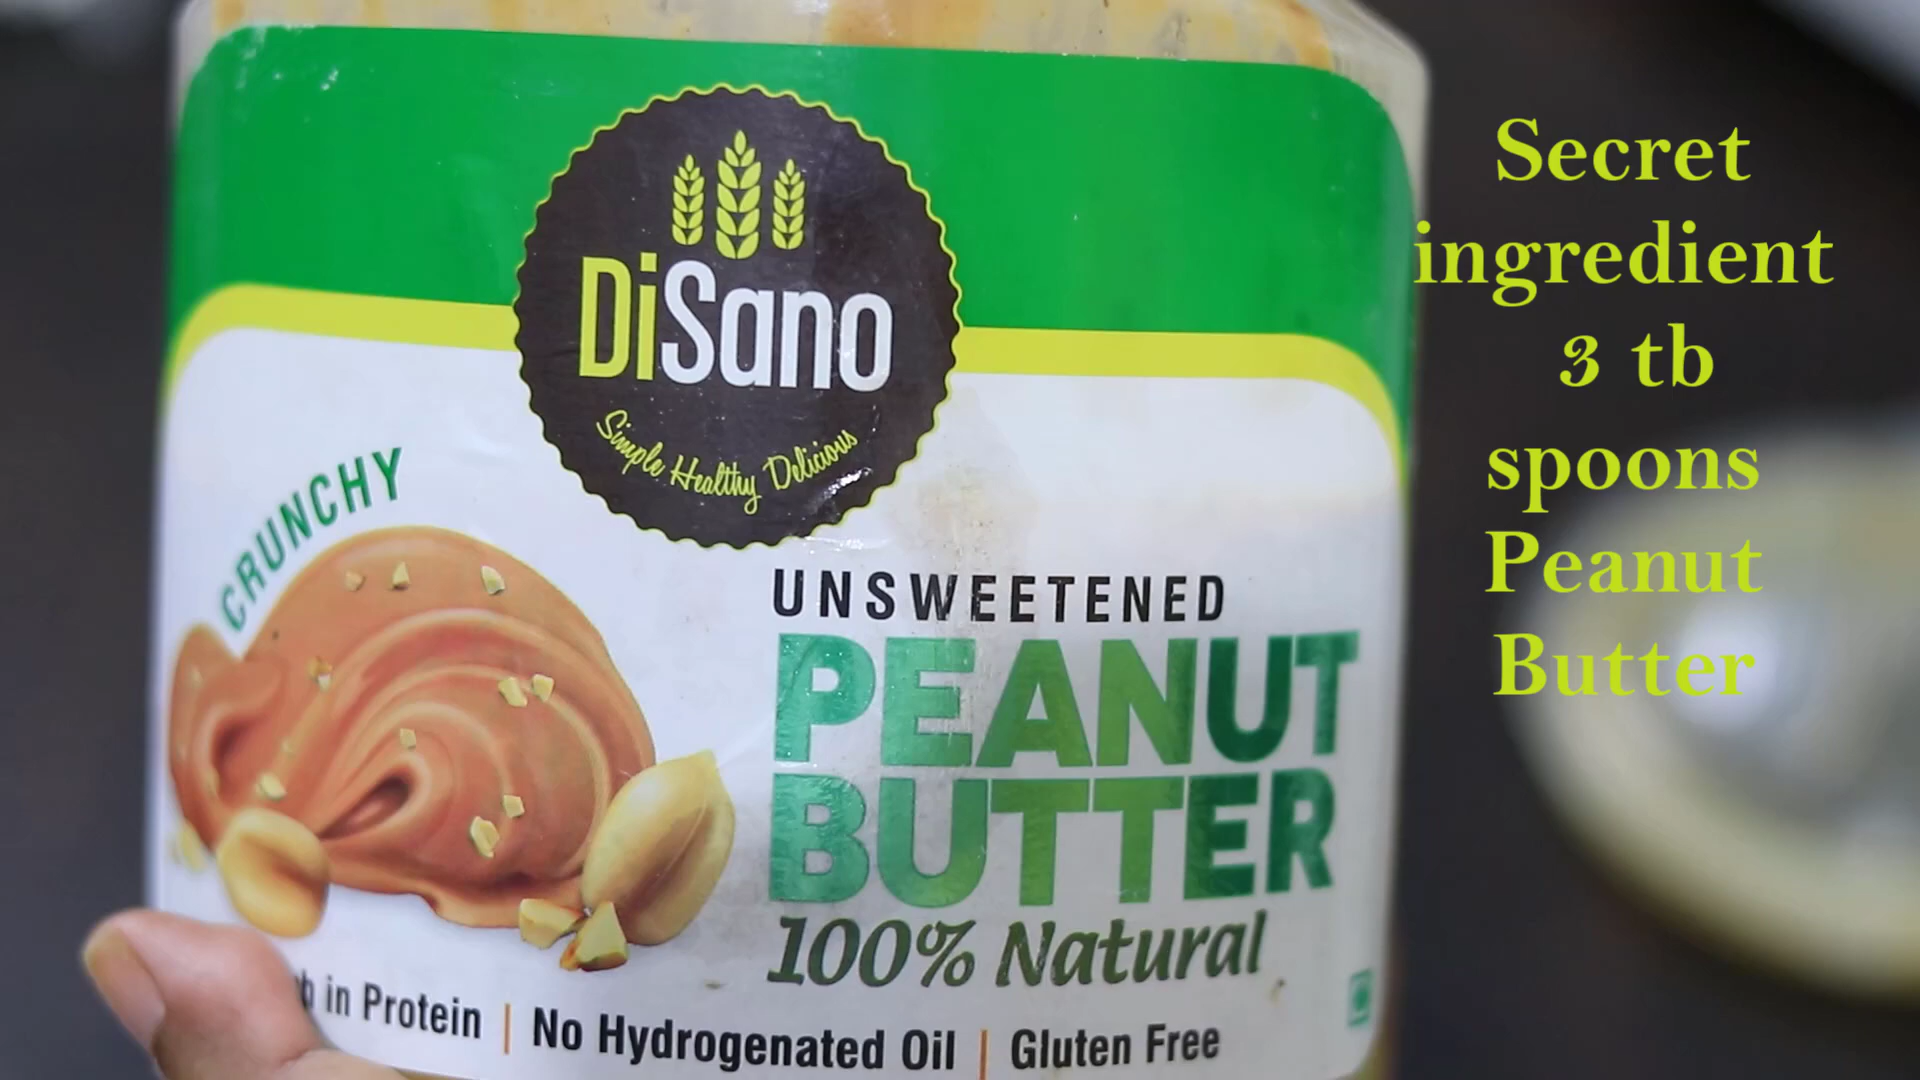 DiSano
Simple Healthy Delicious
CRUNCHY
UNSWEETENED
PEANUT
BUTTER
100% Natural
in Protein | No Hydrogenated Oil | Gluten Free
Secret
ingredient
3 tb
spoons
Peanut
Butter